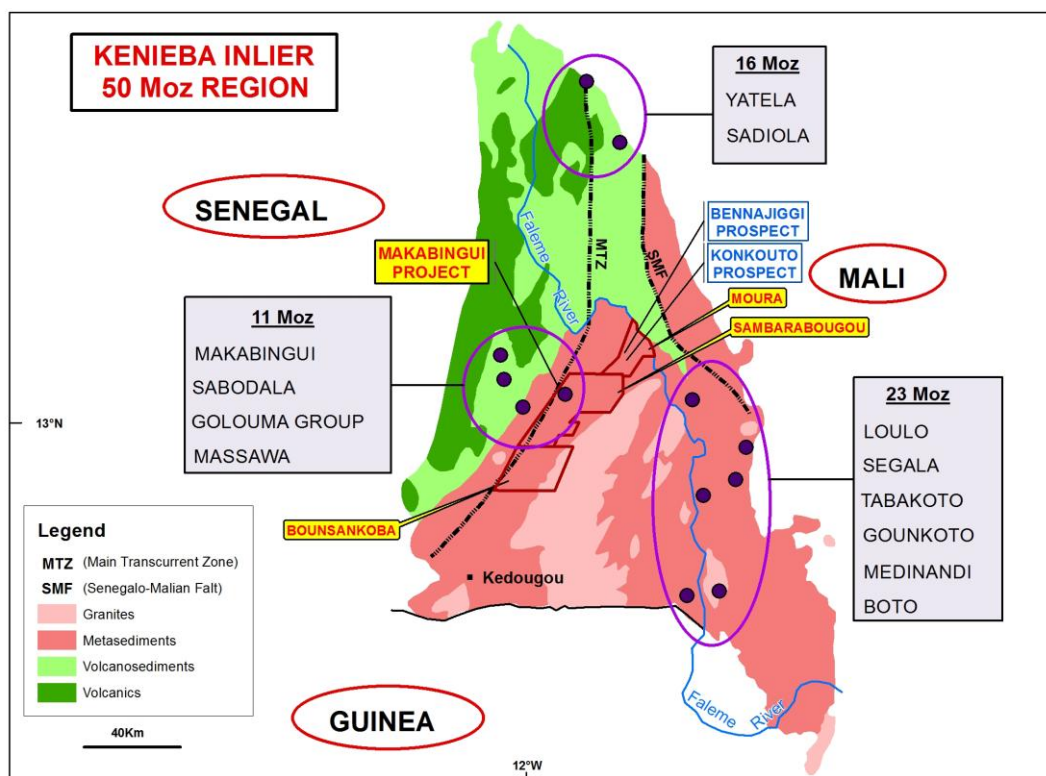 KENIEBA INLIER
50 Moz REGION
16 Moz
YATELA
SADIOLA
SENEGAL
Faleme
River
MTZ
SMF
BENNAJIGGI
PROSPECT
KONKOUTO
PROSPECT
MAKABINGUI
PROJECT
MALI
MOURA
SAMBARABOUGOU
11 Moz
MAKABINGUI
SABODALA
GOLOUMA GROUP
MASSAWA
23 Moz
LOULO
SEGALA
TABAKOTO
GOUNKOTO
MEDINANDI
BOTO
13°N
BOUNSANKOBA
Kedougou
Legend
MTZ (Main Transcurrent Zone)
SMF (Senegalo-Malian Falt)
Granites
Metasediments
Volcanosediments
Volcanics
40Km
GUINEA
Faleme River
12°W